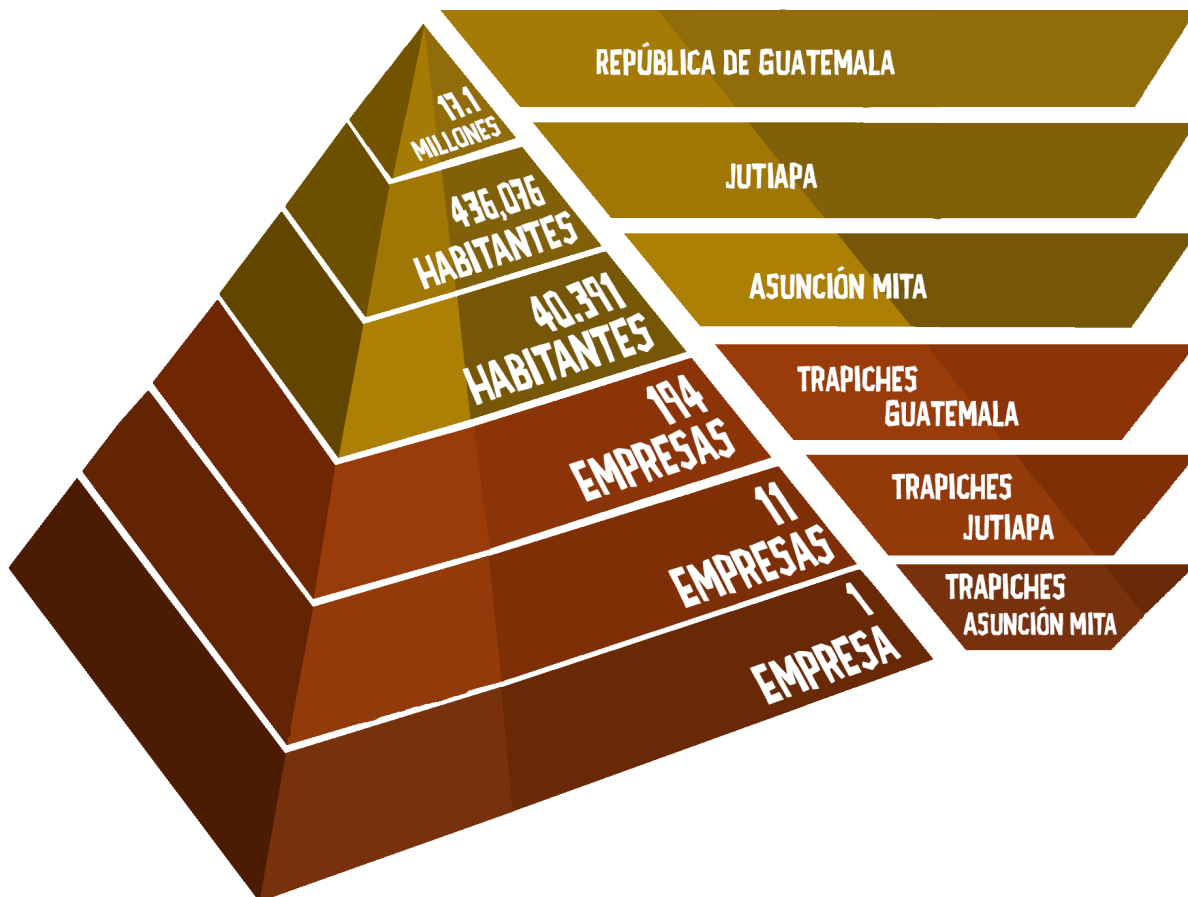 17.1
MILLONES
REPÚBLICA DE GUATEMALA
436,076
HABITANTES
JUTIAPA
40.391
HABITANTES
ASUNCIÓN MITA
194
EMPRESAS
TRAPICHES
GUATEMALA
11
EMPRESAS
TRAPICHES
JUTIAPA
1
EMPRESA
TRAPICHES
ASUNCIÓN MITA